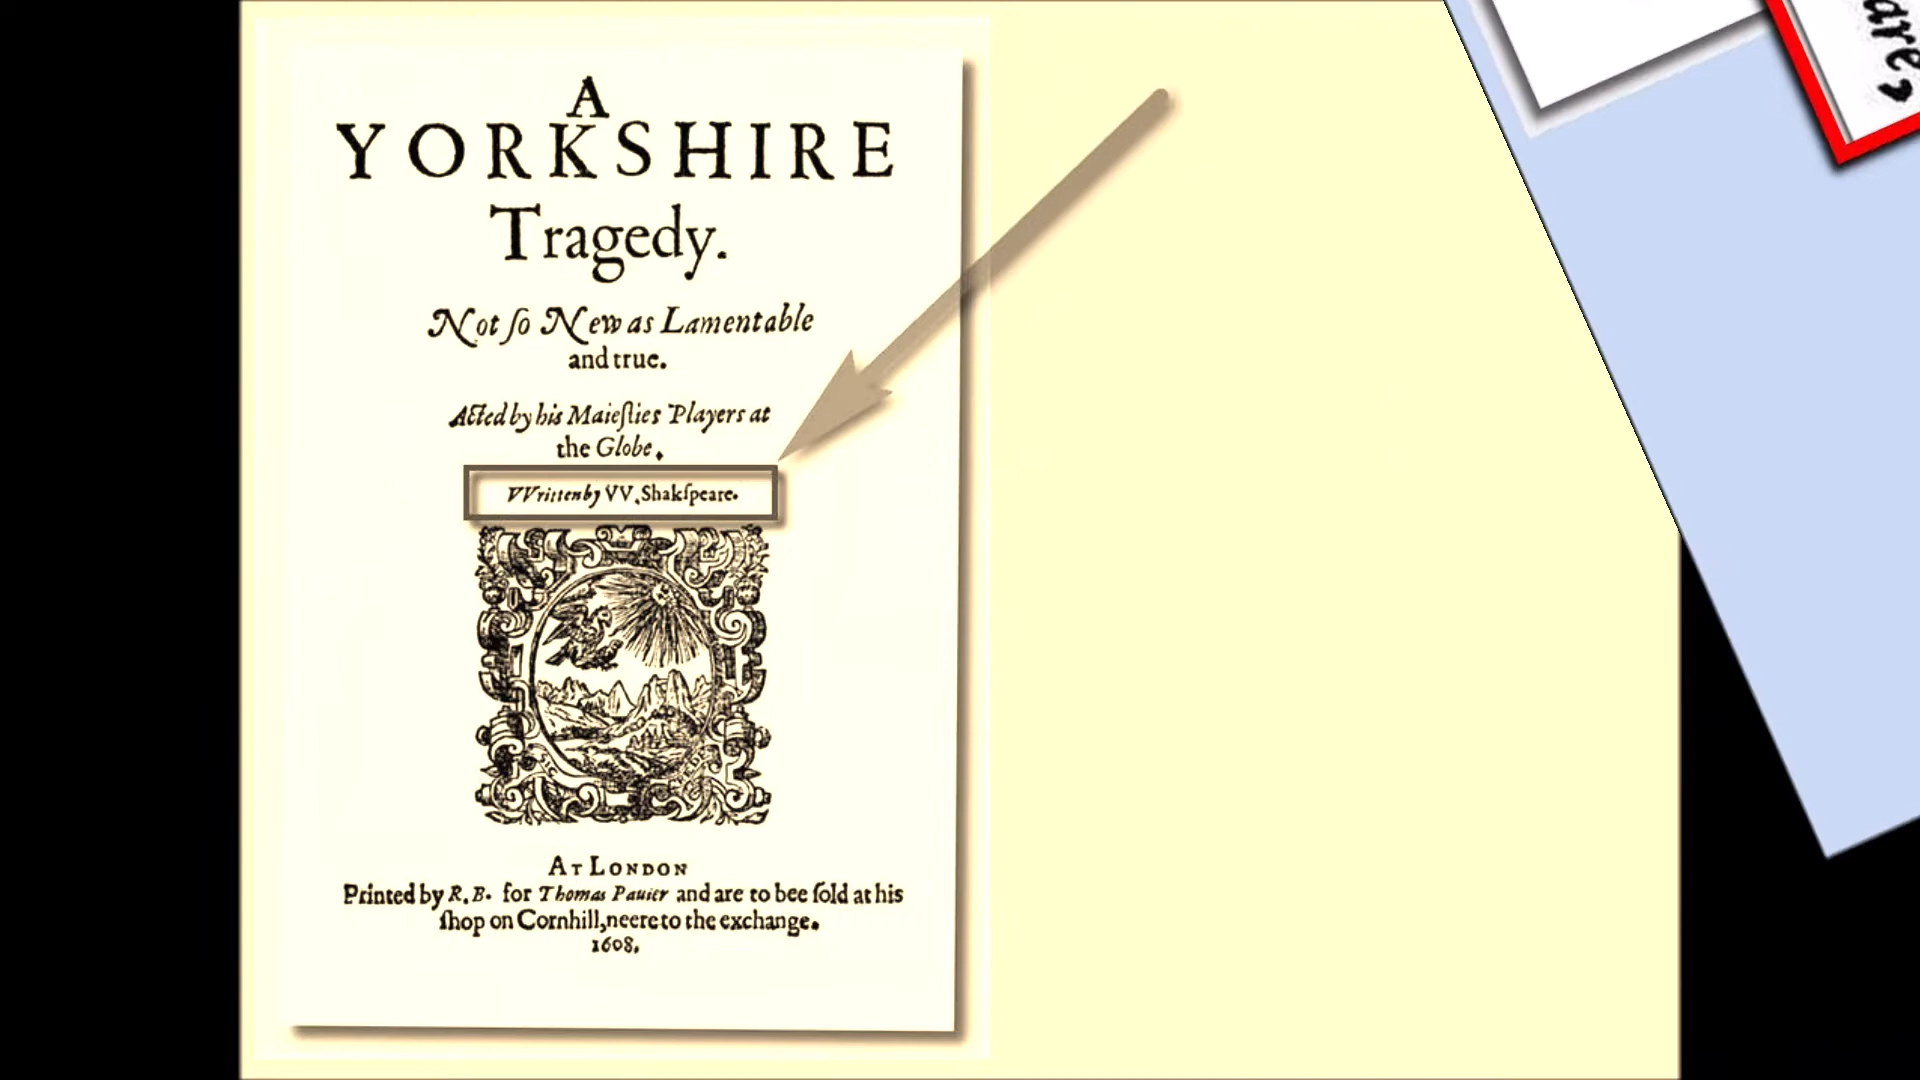 A
YORKSHIRE
Tragedy.
Not ſo New as Lamentable
and true.
Acted by his Maieſties Players at
the Globe.
VVritten by VV. Shakſpeare.
AT LONDON
Printed by R. B. for Thomas Pauier and are to bee ſold at his
ſhop on Cornhill, neere to the exchange.
1608.